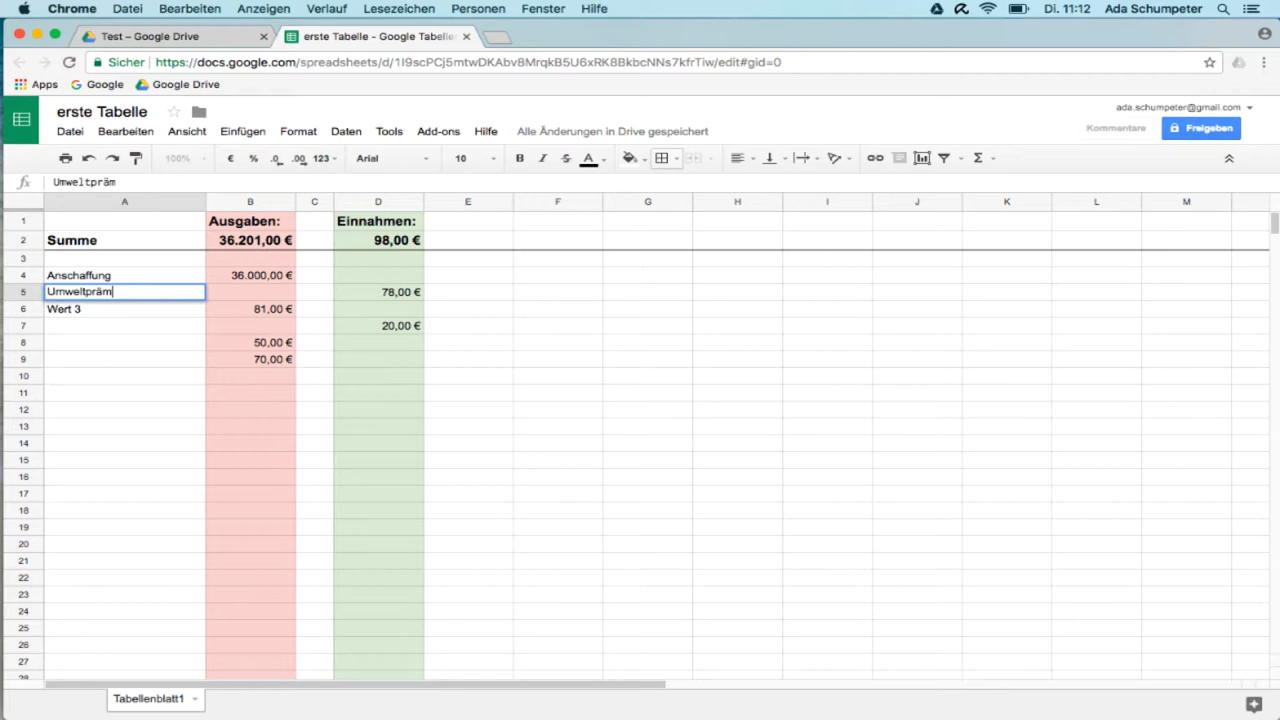 Chrome Datei Bearbeiten Anzeigen Verlauf Lesezeichen Personen Fenster Hilfe Di. 11:12 Ada Schumpeter
Test – Google Drive erste Tabelle - Google Tabelle
Sicher https://docs.google.com/spreadsheets/d/1I9scPCj5mtwDKAbv8MrqkB5U6xRK8BkbcNNs7kfrTiw/edit#gid=0
Apps Google Google Drive
erste Tabelle ada.schumpeter@gmail.com
Datei Bearbeiten Ansicht Einfügen Format Daten Tools Add-ons Hilfe Alle Änderungen in Drive gespeichert Kommentare Freigeben
100% € % .0 .00 123 Arial 10 B I S A Σ
fx Umweltpräm
A B C D E F G H I J K L M
1 Ausgaben: Einnahmen:
2 Summe 36.201,00 € 98,00 €
3
4 Anschaffung 36.000,00 €
5 Umweltpräm 78,00 €
6 Wert 3 81,00 €
7 20,00 €
8 50,00 €
9 70,00 €
10
11
12
13
14
15
16
17
18
19
20
21
22
23
24
25
26
27
28
Tabellenblatt1